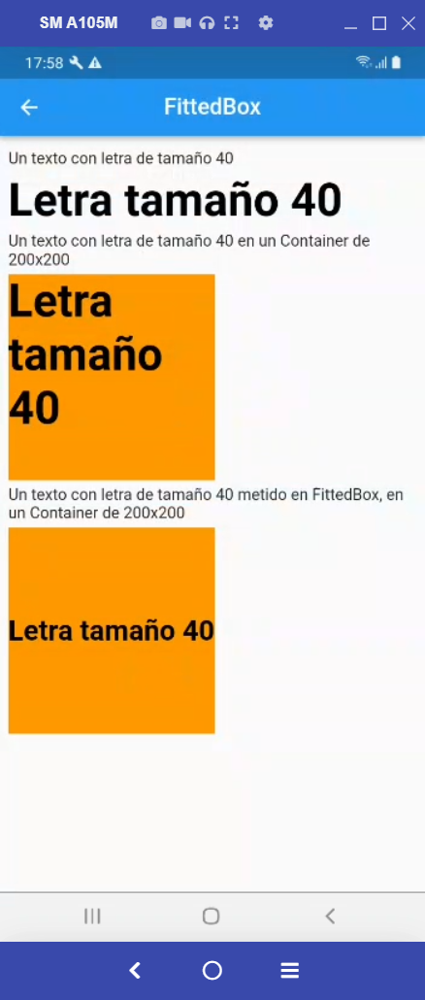 SM A105M
17:58
FittedBox
Un texto con letra de tamaño 40
Letra tamaño 40
Un texto con letra de tamaño 40 en un Container de
200x200
Letra
tamaño
40
Un texto con letra de tamaño 40 metido en FittedBox, en
un Container de 200x200
Letra tamaño 40